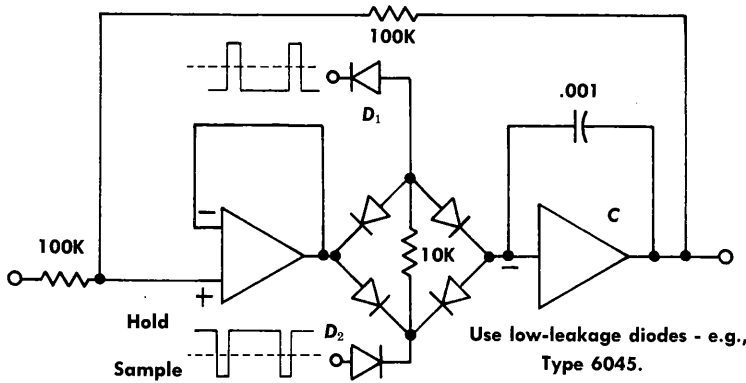 100K
D₁
.001
C
100K
10K
−
−
+
Hold
D₂
Sample
Use low-leakage diodes - e.g.,
Type 6045.